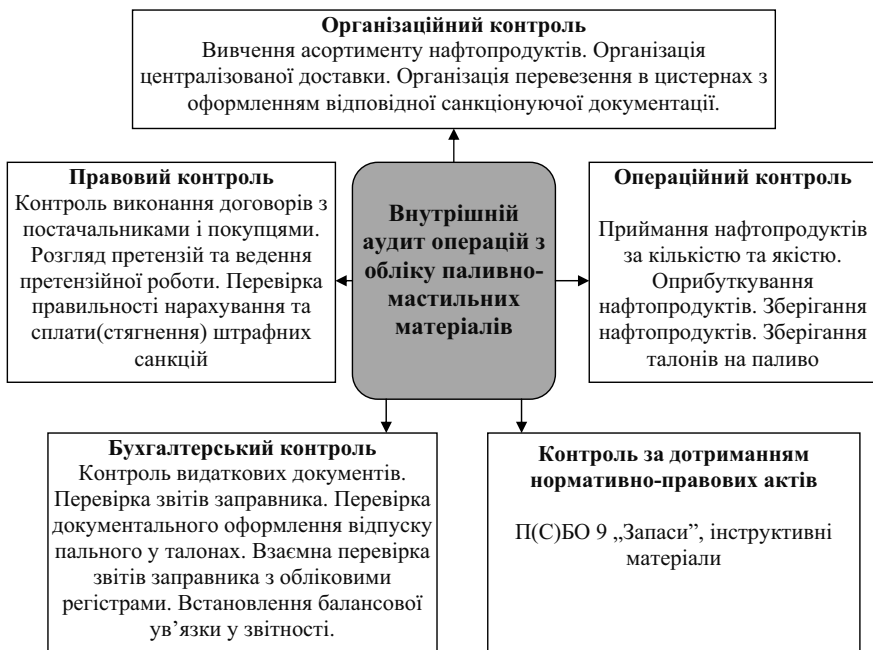 Організаційний контроль
Вивчення асортименту нафтопродуктів. Організація
централізованої доставки. Організація перевезення в цистернах з
оформленням відповідної санкціонуючої документації.
Правовий контроль
Контроль виконання договорів з
постачальниками і покупцями.
Розгляд претензій та ведення
претензійної роботи. Перевірка
правильності нарахування та
сплати(стягнення) штрафних
санкцій
Внутрішній
аудит операцій з
обліку паливно-
мастильних
матеріалів
Операційний контроль
Приймання нафтопродуктів
за кількістю та якістю.
Оприбуткування
нафтопродуктів. Зберігання
нафтопродуктів. Зберігання
талонів на паливо
Бухгалтерський контроль
Контроль видаткових документів.
Перевірка звітів заправника. Перевірка
документального оформлення відпуску
пального у талонах. Взаємна перевірка
звітів заправника з обліковими
регістрами. Встановлення балансової
ув’язки у звітності.
Контроль за дотриманням
нормативно-правових актів
П(С)БО 9 „Запаси”, інструктивні
матеріали